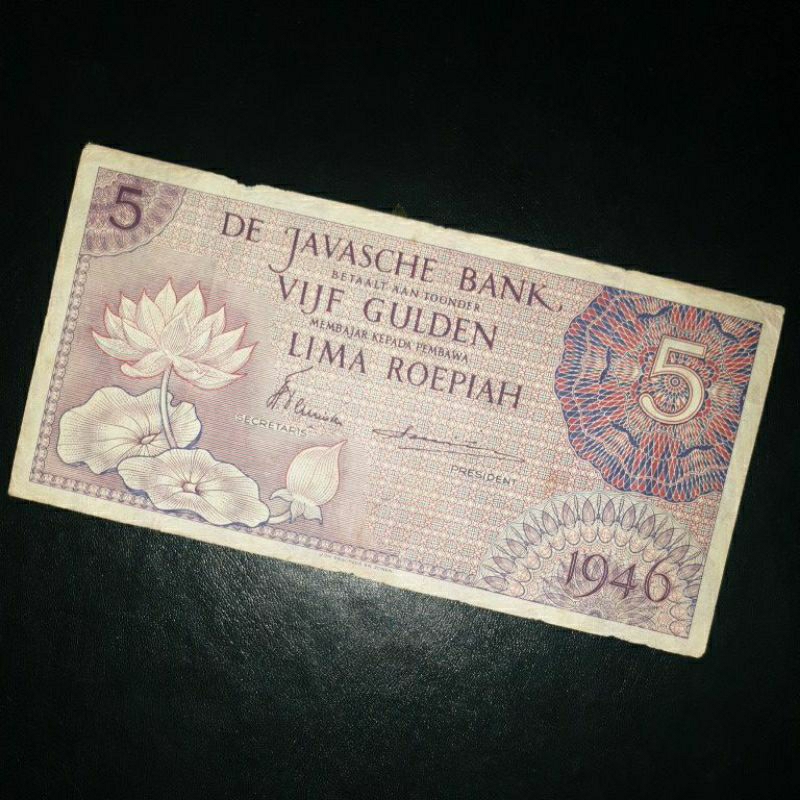 5
DE JAVASCHE BANK
BETAALT AAN TOONDER
VIJF GULDEN
MEMBAJAR KEPADA PEMBAWA
LIMA ROEPIAH
5
SECRETARIS
PRESIDENT
1946